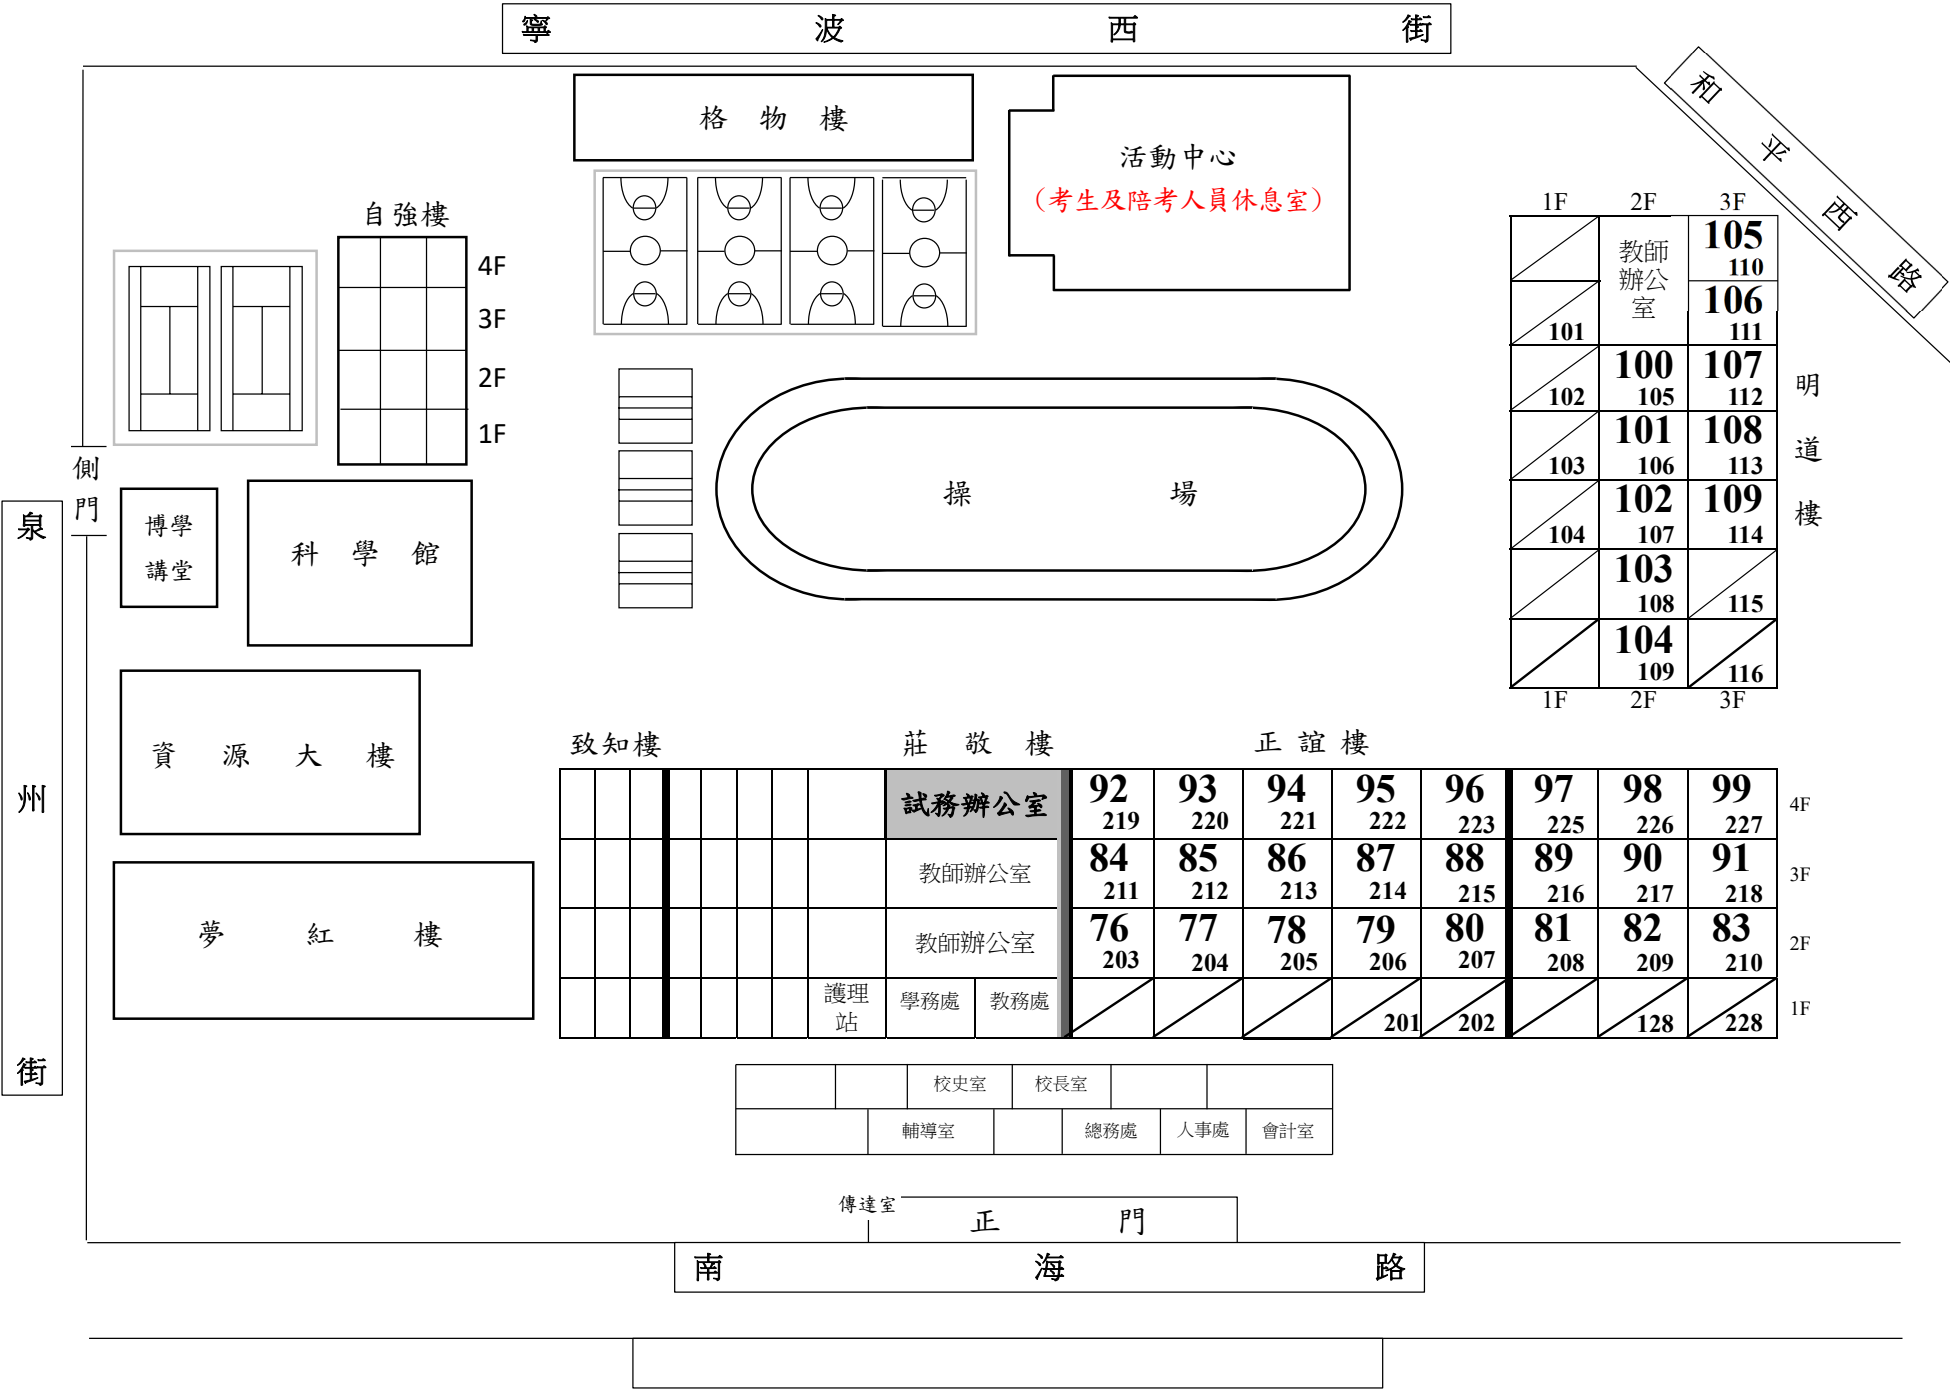 寧 波 西 街
和 平 西 路
格 物 樓
活動中心
（考生及陪考人員休息室）
自強樓
4F
3F
2F
1F
1F 2F 3F
教師
辦公
室
105
110
101
106
111
102
100
105
107
112
103
101
106
108
113
104
102
107
109
114
103
108
115
104
109
116
1F 2F 3F
明
道
樓
側
門
泉
州
街
博學
講堂
科 學 館
操 場
資 源 大 樓
夢 紅 樓
致知樓 莊 敬 樓 正 誼 樓
試務辦公室 92 93 94 95 96 97 98 99 4F
219 220 221 222 223 225 226 227
教師辦公室 84 85 86 87 88 89 90 91 3F
211 212 213 214 215 216 217 218
教師辦公室 76 77 78 79 80 81 82 83 2F
203 204 205 206 207 208 209 210
護理
站
學務處 教務處 201 202 128 228 1F
校史室 校長室
輔導室 總務處 人事處 會計室
傳達室
正 門
南 海 路